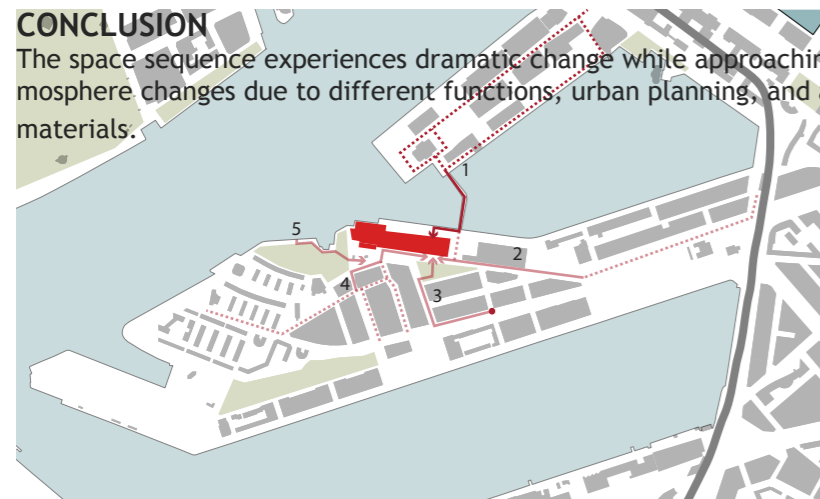 CONCLUSION
The space sequence experiences dramatic change while
mosphere changes due to different functions, urban planning, and
materials.
1
5
2
4
3